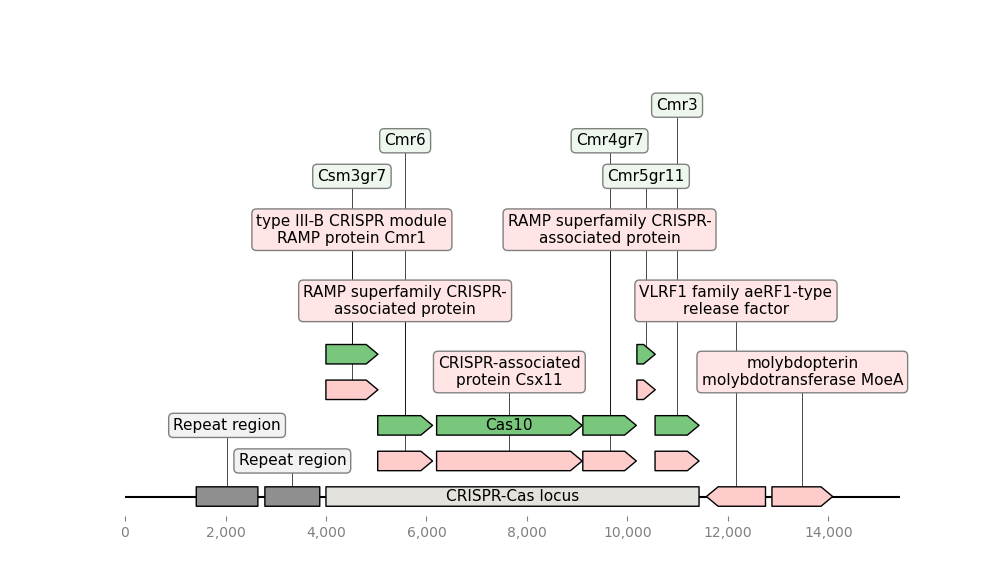 Cmr3
Cmr6
Cmr4gr7
Csm3gr7
Cmr5gr11
type III-B CRISPR module
RAMP protein Cmr1
RAMP superfamily CRISPR-
associated protein
RAMP superfamily CRISPR-
associated protein
VLRF1 family aeRF1-type
release factor
CRISPR-associated
protein Csx11
molybdopterin
molybdotransferase MoeA
Repeat region
Cas10
Repeat region
CRISPR-Cas locus
0
2,000
4,000
6,000
8,000
10,000
12,000
14,000